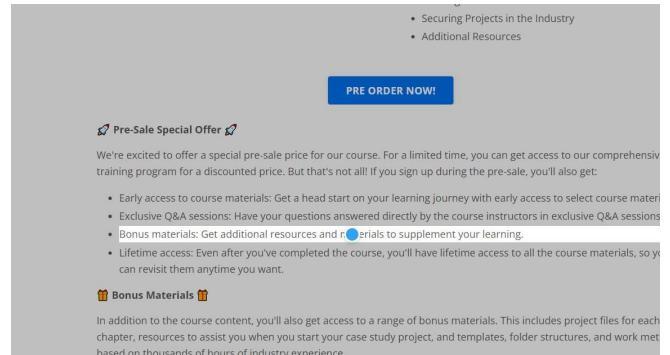 Securing Projects in the Industry
Additional Resources
PRE ORDER NOW!
🚀 Pre-Sale Special Offer 🚀
We're excited to offer a special pre-sale price for our course. For a limited time, you can get access to our
training program for a discounted price. But that's not all! If you sign up during the pre-sale, you'll also get:
Early access to course materials: Get a head start on your learning journey with early access to select course
Exclusive Q&A sessions: Have your questions answered directly by the course instructors in exclusive Q&A sessions
Bonus materials: Get additional resources and to supplement your learning.
Lifetime access: Even after you've completed the course, you'll have lifetime access to all the course materials, so
can revisit them anytime you want.
🎁 Bonus Materials 🎁
In addition to the course content, you'll also get access to a range of bonus materials. This includes project files for each
chapter, resources to assist you when you start your case study project, and templates, folder structures, and work
based on thousands of hours of industry experience